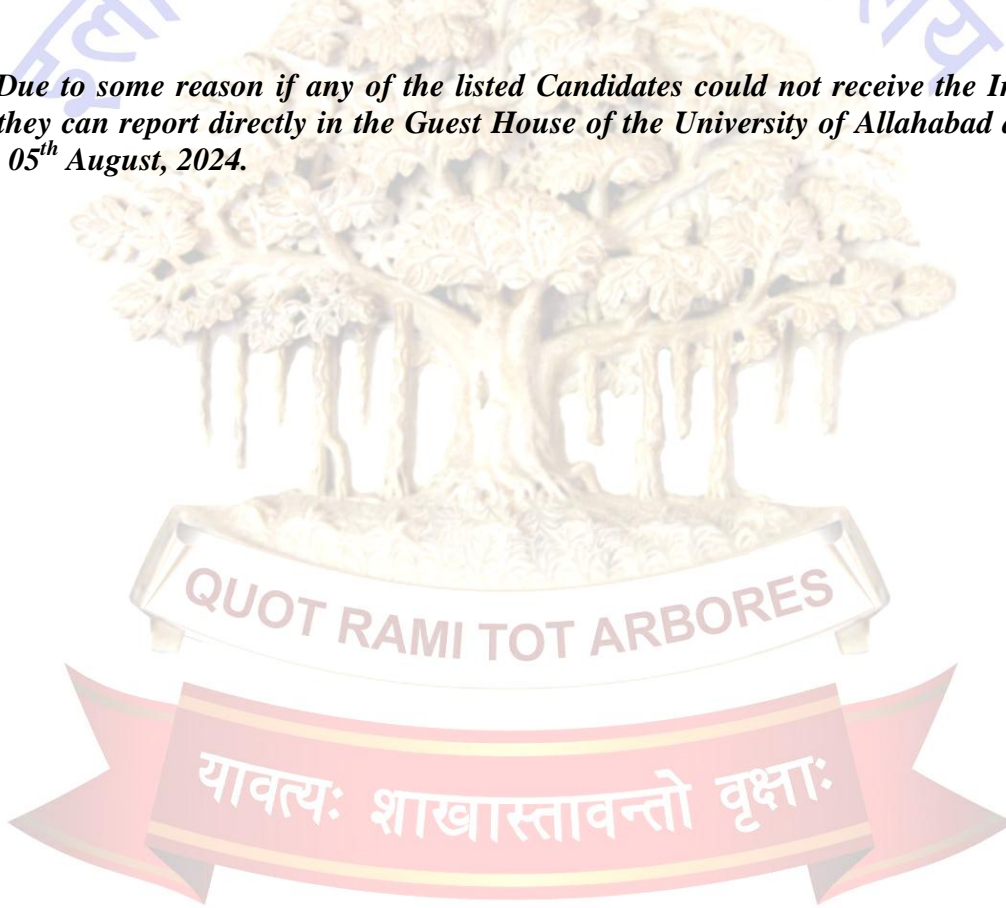 Due to some reason if any of the listed Candidates could not receive the
they can report directly in the Guest House of the University of Allahabad
05th August, 2024.
QUOT RAMI TOT ARBORES
यावत्यः शाखास्तावन्तो वृक्षाः